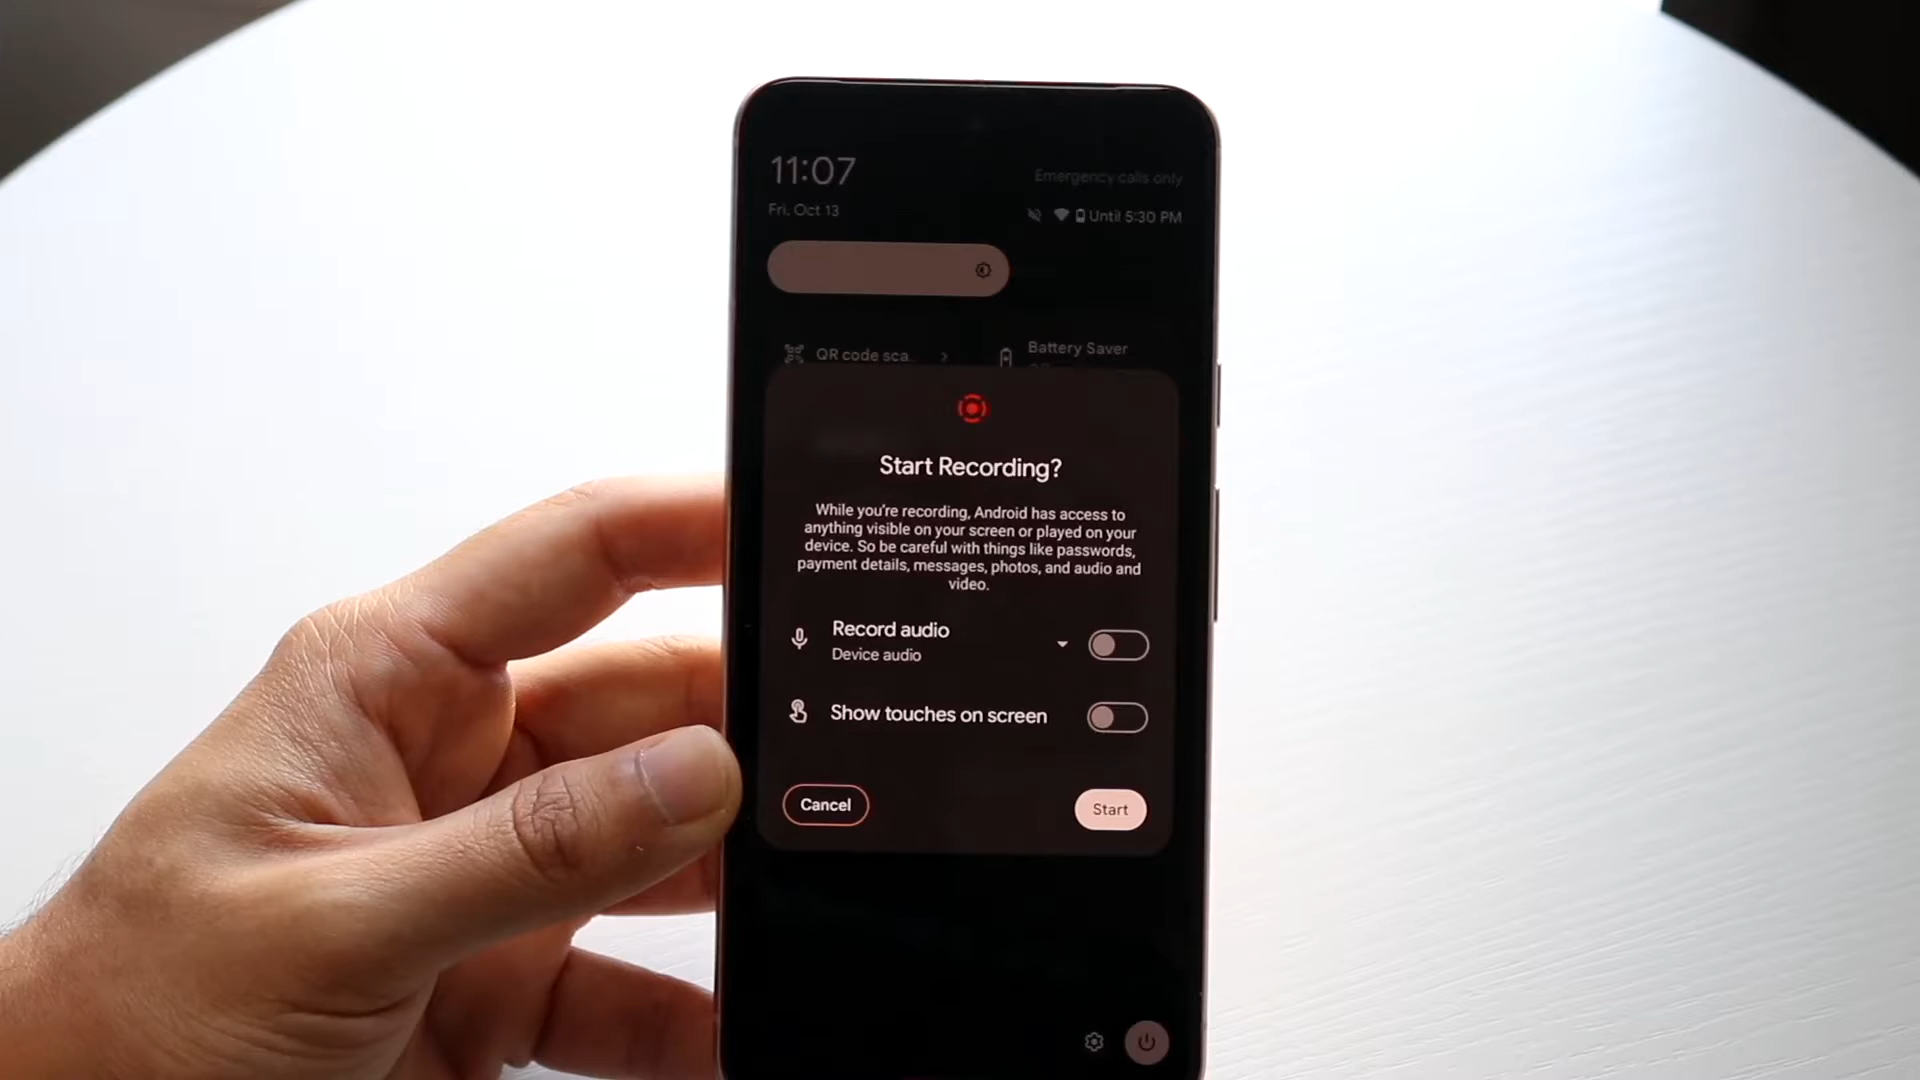 11:07
Emergency calls only
Fri, Oct 13
Until 5:30 PM
QR code sca
Battery Saver
Start Recording?
While you're recording, Android has access to
anything visible on your screen or played on your
device. So be careful with things like passwords,
payment details, messages, photos, and audio and
video.
Record audio
Device audio
Show touches on screen
Cancel
Start